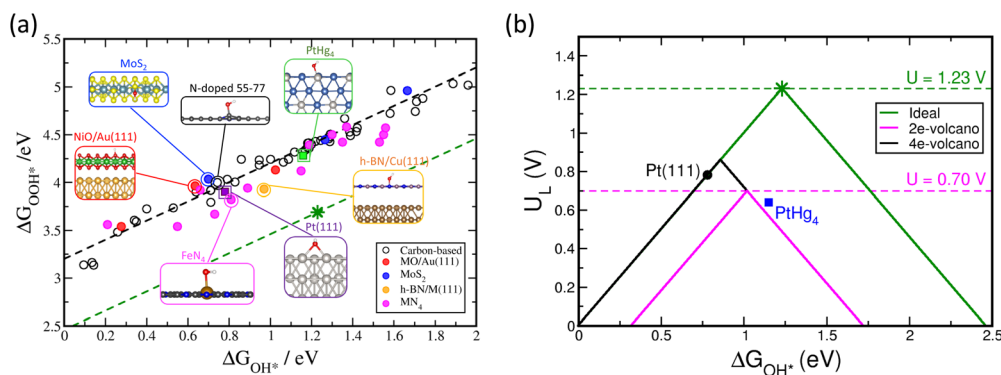 (a)
ΔG_OOH* /eV
5.0
4.5
4.0
3.5
3
2.5
0
0.2
0.4
0.6
0.8
1
1.2
1.4
1.6
1.8
2
ΔG_OH* / eV
MoS₂
N-doped 55-77
PtHg₄
NiO/Au(111)
h-BN/Cu(111)
FeN₄
Pt(111)
Carbon-based
MO/Au(111)
MoS₂
h-BN/M(111)
MN₄
(b)
U_L (V)
1.4
1.2
1
0.8
0.6
0.4
0.2
0
0
0.5
1
1.5
2
2.5
ΔG_OH* (eV)
U = 1.23 V
Ideal
2e-volcano
4e-volcano
Pt(111)
U = 0.70 V
PtHg₄